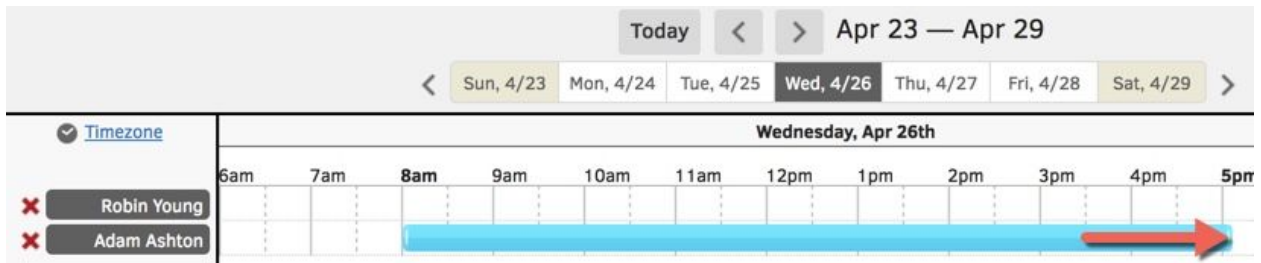 Today < > Apr 23 — Apr 29
< Sun, 4/23 Mon, 4/24 Tue, 4/25 Wed, 4/26 Thu, 4/27 Fri, 4/28 Sat, 4/29 >
Timezone Wednesday, Apr 26th
6am 7am 8am 9am 10am 11am 12pm 1pm 2pm 3pm 4pm 5pm
Robin Young
Adam Ashton